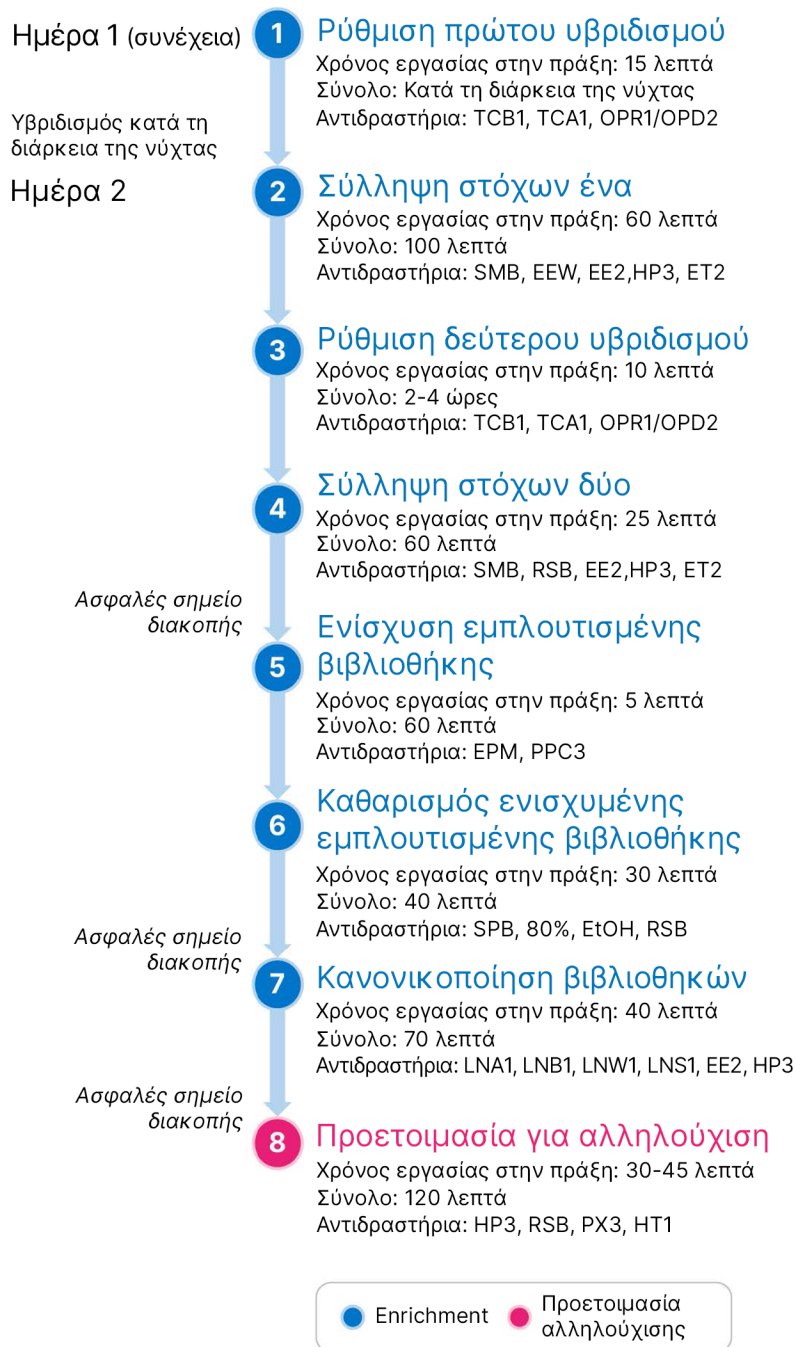 Ημέρα 1 (συνέχεια)
1
Ρύθμιση πρώτου υβριδισμού
Χρόνος εργασίας στην πράξη: 15 λεπτά
Σύνολο: Κατά τη διάρκεια της νύχτας
Αντιδραστήρια: TCB1, TCA1, OPR1/OPD2
Υβριδισμός κατά τη
διάρκεια της νύχτας
Ημέρα 2
2
Σύλληψη στόχων ένα
Χρόνος εργασίας στην πράξη: 60 λεπτά
Σύνολο: 100 λεπτά
Αντιδραστήρια: SMB, EEW, EE2,HP3, ET2
3
Ρύθμιση δεύτερου υβριδισμού
Χρόνος εργασίας στην πράξη: 10 λεπτά
Σύνολο: 2-4 ώρες
Αντιδραστήρια: TCB1, TCA1, OPR1/OPD2
4
Σύλληψη στόχων δύο
Χρόνος εργασίας στην πράξη: 25 λεπτά
Σύνολο: 60 λεπτά
Αντιδραστήρια: SMB, RSB, EE2,HP3, ET2
Ασφαλές σημείο
διακοπής
5
Ενίσχυση εμπλουτισμένης
βιβλιοθήκης
Χρόνος εργασίας στην πράξη: 5 λεπτά
Σύνολο: 60 λεπτά
Αντιδραστήρια: EPM, PPC3
6
Καθαρισμός ενισχυμένης
εμπλουτισμένης βιβλιοθήκης
Χρόνος εργασίας στην πράξη: 30 λεπτά
Σύνολο: 40 λεπτά
Αντιδραστήρια: SPB, 80%, EtOH, RSB
Ασφαλές σημείο
διακοπής
7
Κανονικοποίηση βιβλιοθηκών
Χρόνος εργασίας στην πράξη: 40 λεπτά
Σύνολο: 70 λεπτά
Αντιδραστήρια: LNA1, LNB1, LNW1, LNS1, EE2, HP3
Ασφαλές σημείο
διακοπής
8
Προετοιμασία για αλληλούχιση
Χρόνος εργασίας στην πράξη: 30-45 λεπτά
Σύνολο: 120 λεπτά
Αντιδραστήρια: HP3, RSB, PX3, HT1
Enrichment
Προετοιμασία
αλληλούχισης